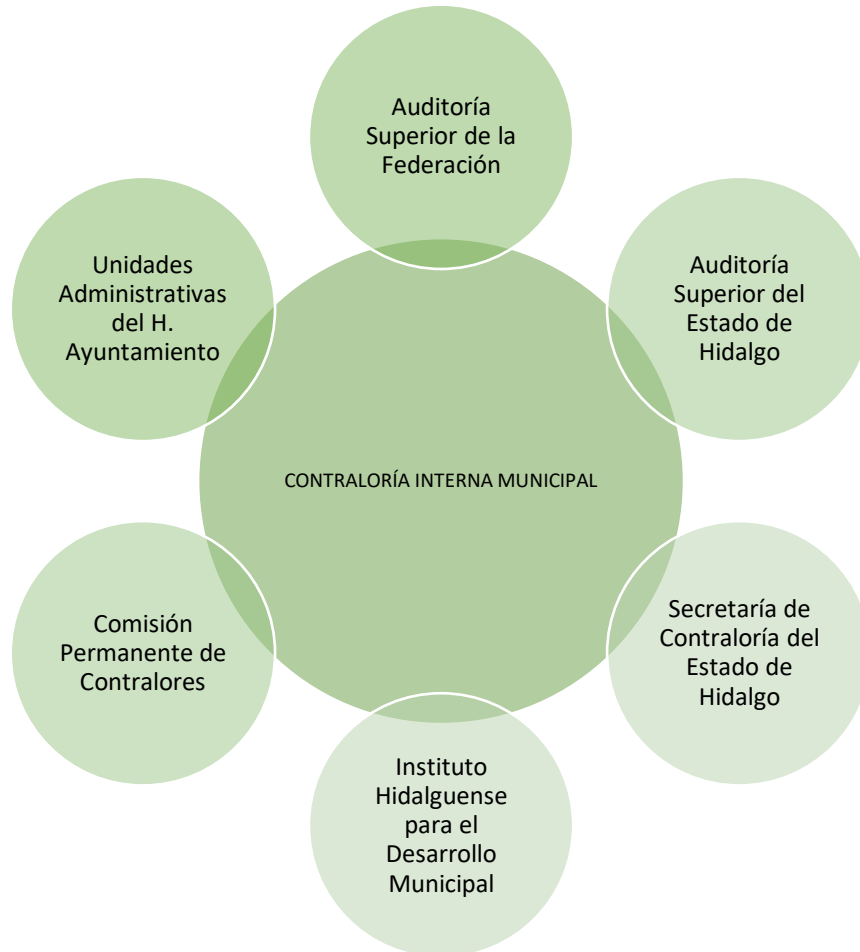 Auditoría
Superior de la
Federación
Unidades
Administrativas
del H.
Ayuntamiento
Auditoría
Superior del
Estado de
Hidalgo
CONTRALORÍA INTERNA MUNICIPAL
Comisión
Permanente de
Contralores
Secretaría de
Contraloría del
Estado de
Hidalgo
Instituto
Hidalguense
para el
Desarrollo
Municipal